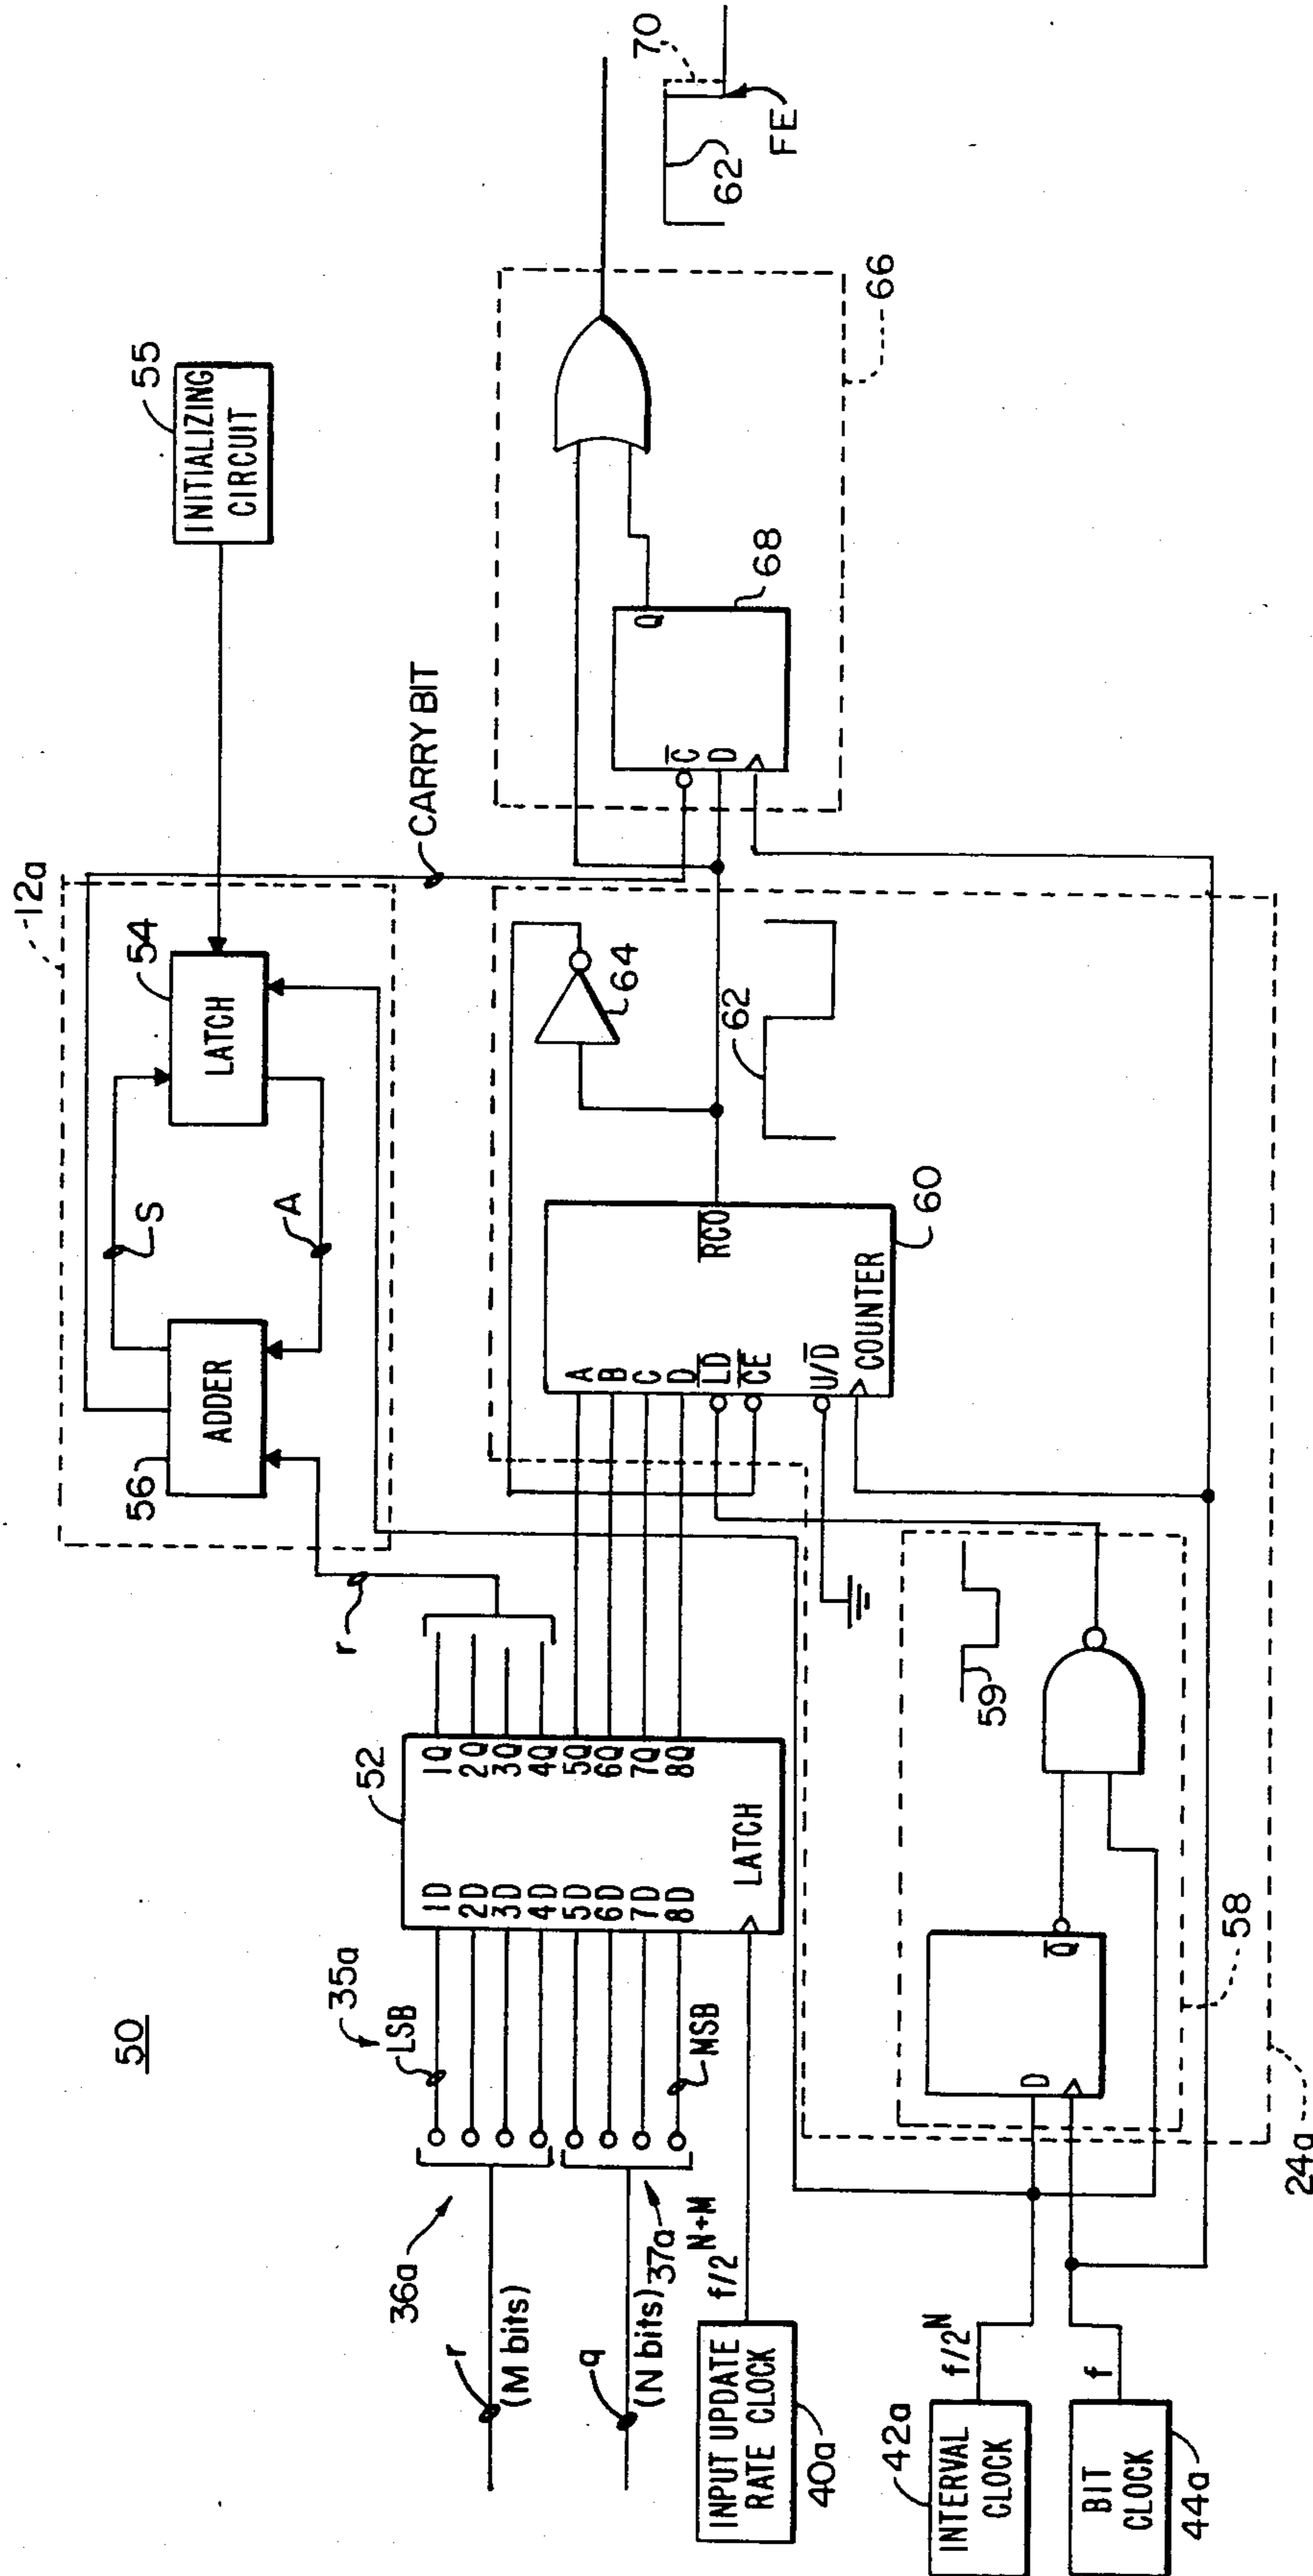 50
12a
54
LATCH
55
INITIALIZING
CIRCUIT
S
A
56
ADDER
CARRY BIT
r
35a
LSB
36a
r
(M bits)
q
(N bits)
37a
MSB
52
1D
2D
3D
4D
5D
6D
7D
8D
1Q
2Q
3Q
4Q
5Q
6Q
7Q
8Q
LATCH
INPUT UPDATE
RATE CLOCK
40a
f/2^N+M
A
B
C
D
LD
CE
U/D
RCO
COUNTER
60
62
64
C
D
Q
68
66
62
70
FE
42a
INTERVAL
CLOCK
f/2^N
BIT
CLOCK
44a
f
D
Q
59
58
24a